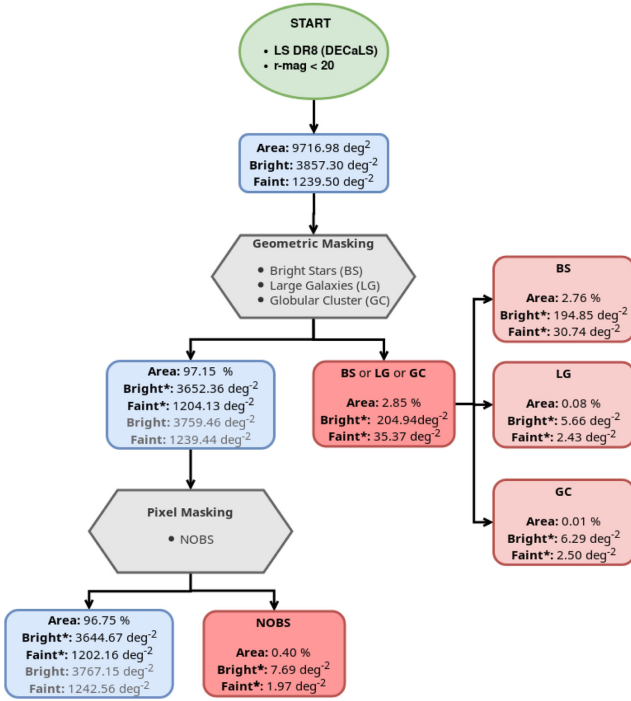 START
• LS DR8 (DECaLS)
• r-mag < 20
Area: 9716.98 deg²
Bright: 3857.30 deg⁻²
Faint: 1239.50 deg⁻²
Geometric Masking
• Bright Stars (BS)
• Large Galaxies (LG)
• Globular Cluster (GC)
BS
Area: 2.76 %
Bright*: 194.85 deg⁻²
Faint*: 30.74 deg⁻²
Area: 97.15 %
Bright*: 3652.36 deg⁻²
Faint*: 1204.13 deg⁻²
Bright: 3759.46 deg⁻²
Faint: 1239.44 deg⁻²
BS or LG or GC
Area: 2.85 %
Bright*: 204.94deg⁻²
Faint*: 35.37 deg⁻²
LG
Area: 0.08 %
Bright*: 5.66 deg⁻²
Faint*: 2.43 deg⁻²
GC
Area: 0.01 %
Bright*: 6.29 deg⁻²
Faint*: 2.50 deg⁻²
Pixel Masking
• NOBS
Area: 96.75 %
Bright*: 3644.67 deg⁻²
Faint*: 1202.16 deg⁻²
Bright: 3767.15 deg⁻²
Faint: 1242.56 deg⁻²
NOBS
Area: 0.40 %
Bright*: 7.69 deg⁻²
Faint*: 1.97 deg⁻²